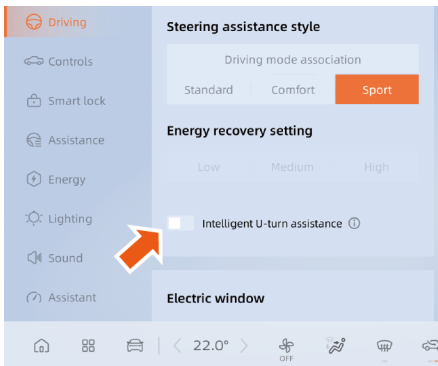 Driving
Controls
Smart lock
Assistance
Energy
Lighting
Sound
Assistant
Steering assistance style
Driving mode association
Standard Comfort Sport
Energy recovery setting
Low Medium High
Intelligent U-turn assistance
Electric window
22.0°
OFF